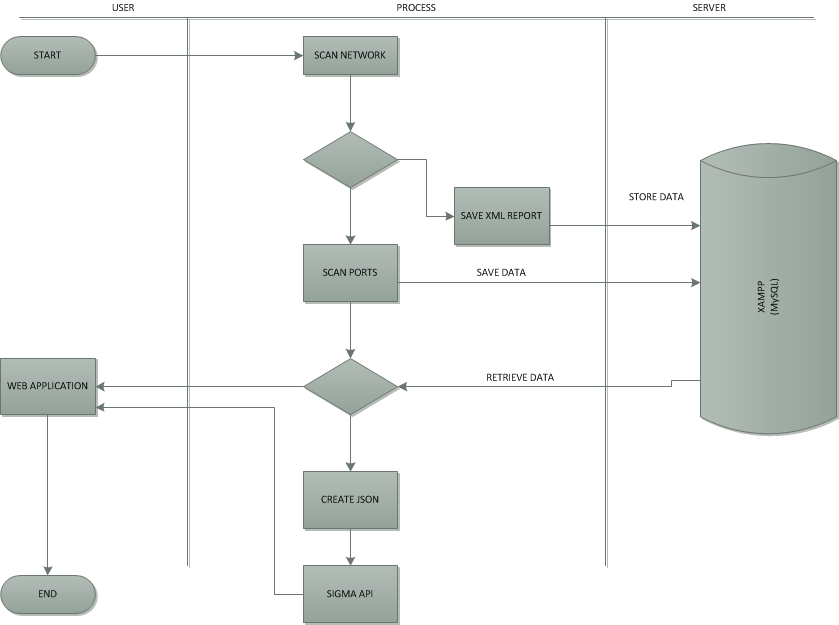 USER
PROCESS
SERVER
START
SCAN NETWORK
SAVE XML REPORT
STORE DATA
SCAN PORTS
SAVE DATA
XAMPP
(MySQL)
WEB APPLICATION
RETRIEVE DATA
CREATE JSON
END
SIGMA API